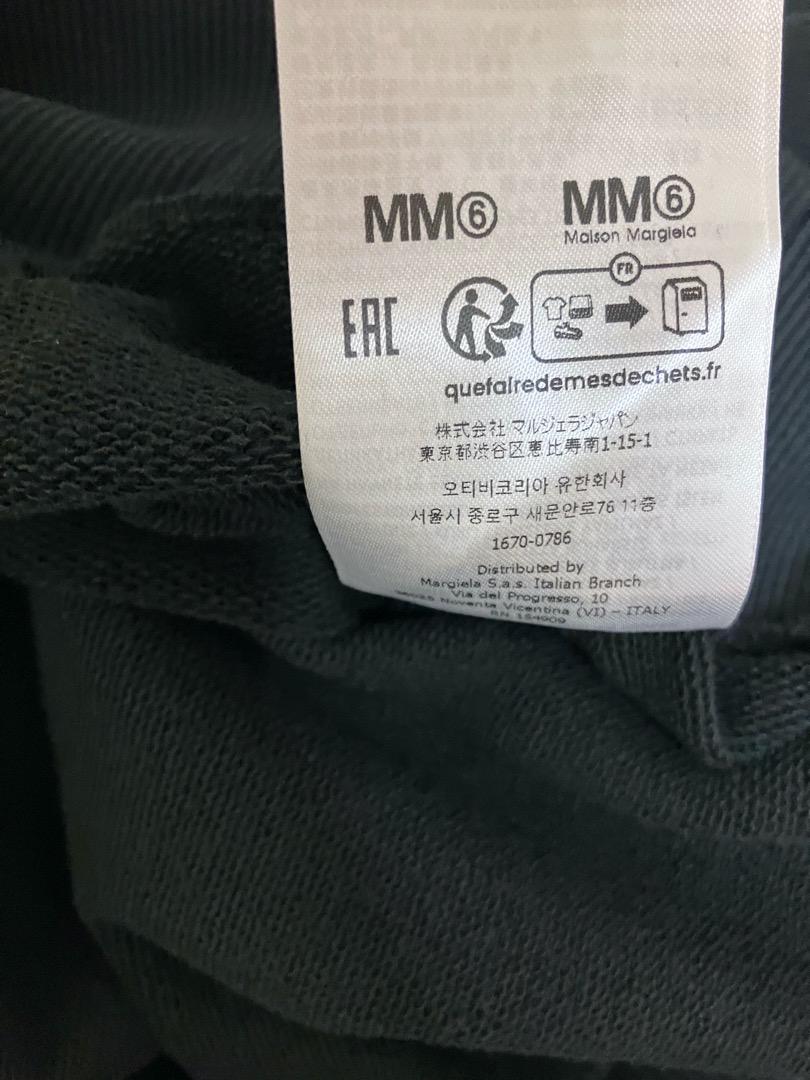 MM⑥ MM⑥
Maison Margiela
FR
EAC
quefairedemesdechets.fr
株式会社 マルジェラジャパン
東京都渋谷区恵比寿南1-15-1
오티비코리아 유한회사
서울시 종로구 새문안로76 11층
1670-0786
Distributed by
Margiela S.a.s. Italian Branch
Via del Progresso, 10
36025 Noventa Vicentina (VI) – ITALY
RN 154909